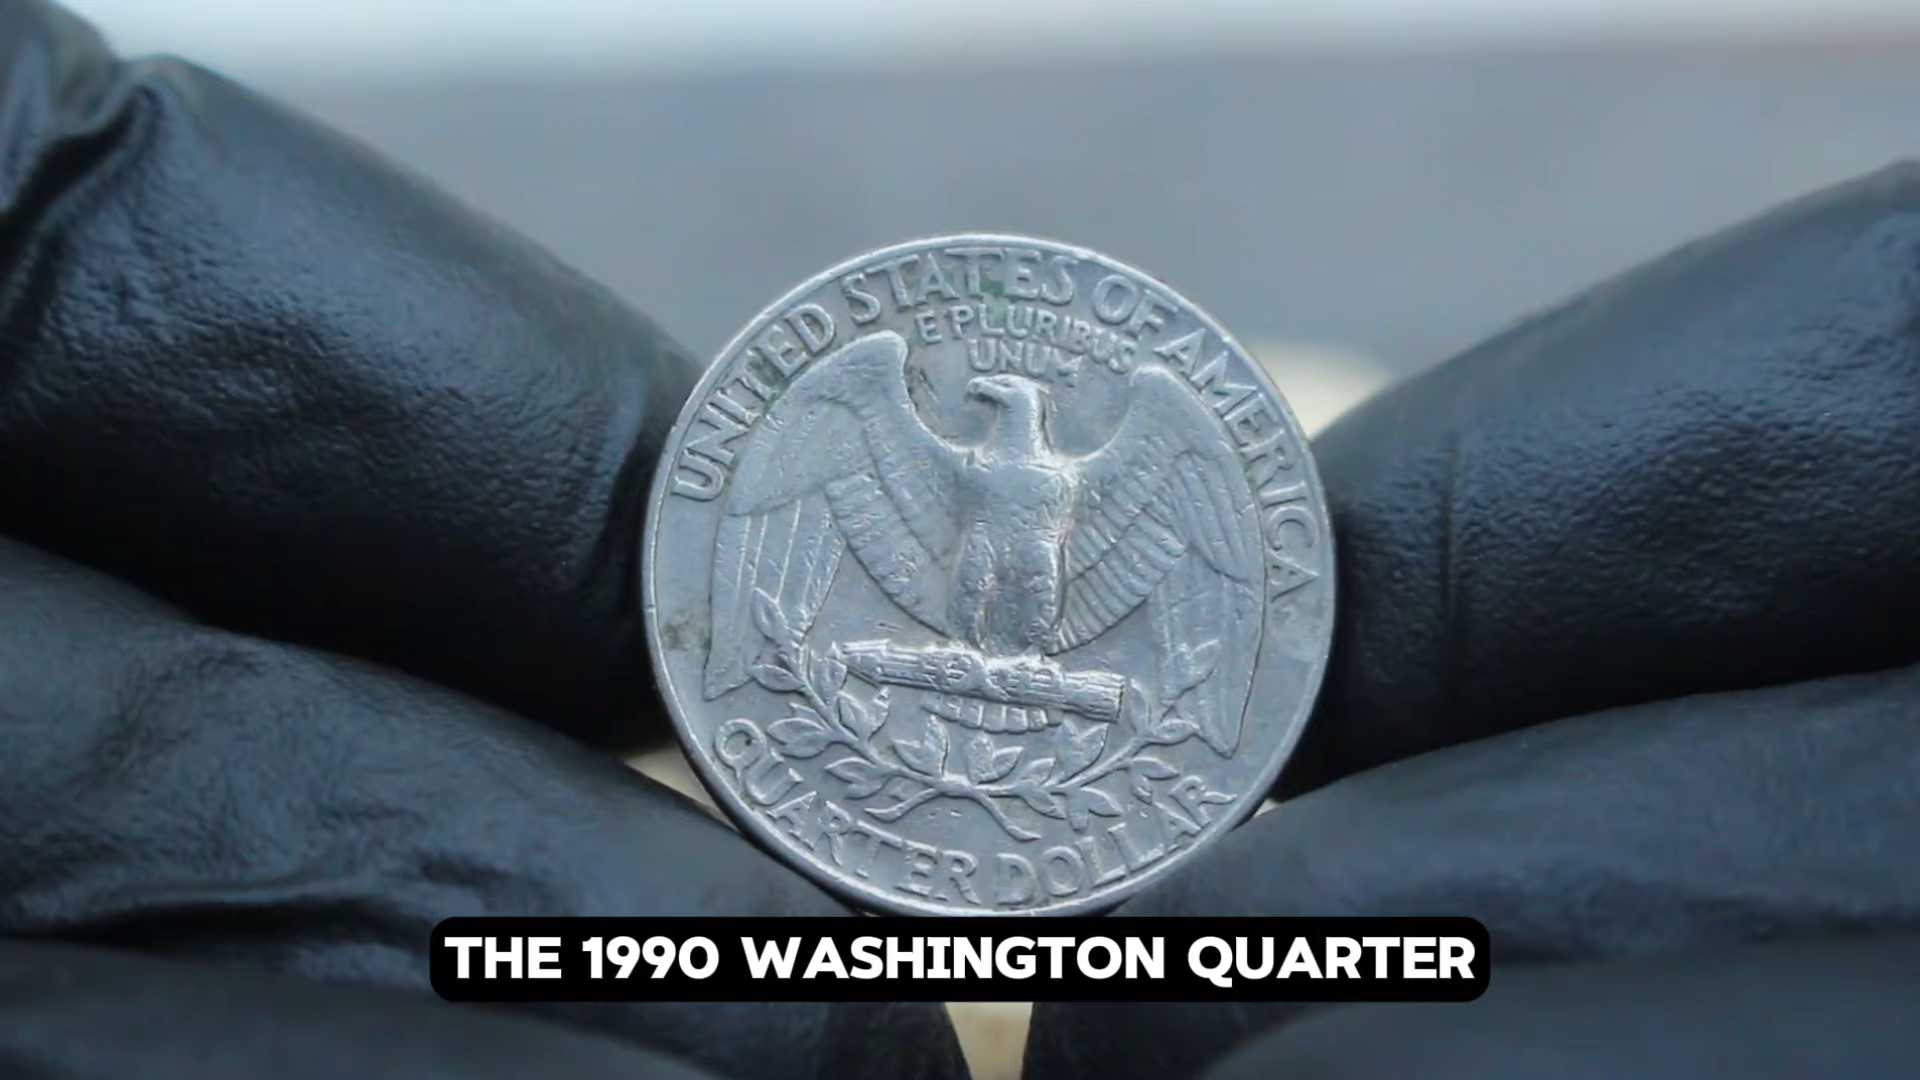 UNITED STATES OF AMERICA
E PLURIBUS
UNUM
QUARTER DOLLAR
THE 1990 WASHINGTON QUARTER